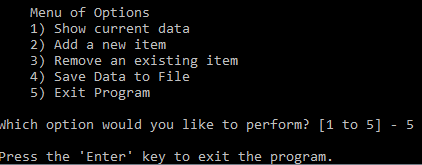 Menu of Options
1) Show current data
2) Add a new item
3) Remove an existing item
4) Save Data to File
5) Exit Program
Which option would you like to perform? [1 to 5] - 5
Press the 'Enter' key to exit the program.